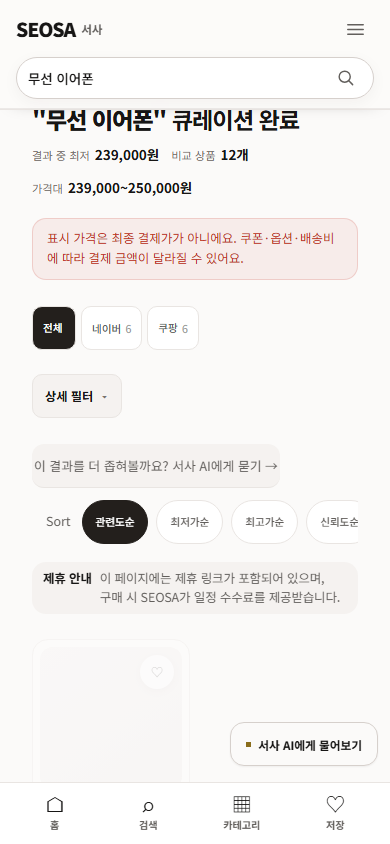 SEOSA 서사
무선 이어폰
"무선 이어폰" 큐레이션 완료
결과 중 최저 239,000원 비교 상품 12개
가격대 239,000~250,000원
표시 가격은 최종 결제가가 아니에요. 쿠폰·옵션·배송비
에 따라 결제 금액이 달라질 수 있어요.
전체 네이버 6 쿠팡 6
상세 필터
이 결과를 더 좁혀볼까요? 서사 AI에게 묻기 →
Sort 관련도순 최저가순 최고가순 신뢰도순
제휴 안내 이 페이지에는 제휴 링크가 포함되어 있으며,
구매 시 SEOSA가 일정 수수료를 제공받습니다.
서사 AI에게 물어보기
홈 검색 카테고리 저장